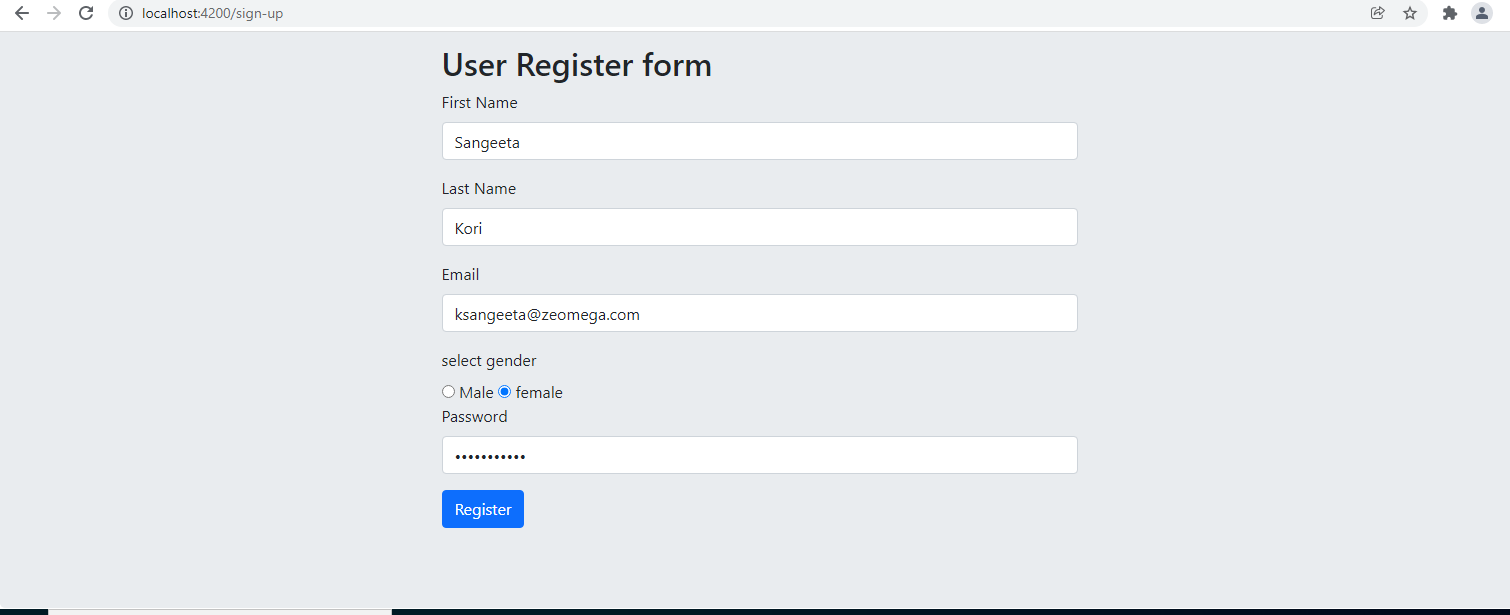 localhost:4200/sign-up
User Register form
First Name
Sangeeta
Last Name
Kori
Email
ksangeeta@zeomega.com
select gender
Male female
Password
•••••••••••
Register